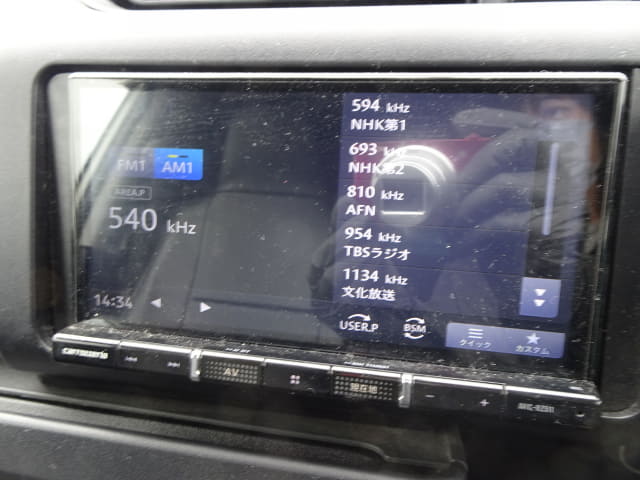 FM1 AM1
AREA.P
540 kHz
14:34
594 kHz
NHK第1
693 kHz
NHK第2
810 kHz
AFN
954 kHz
TBSラジオ
1134 kHz
文化放送
USER.P
BSM
クイック
カスタム
carrozzeria
AV
現在地
AVIC-RZ911